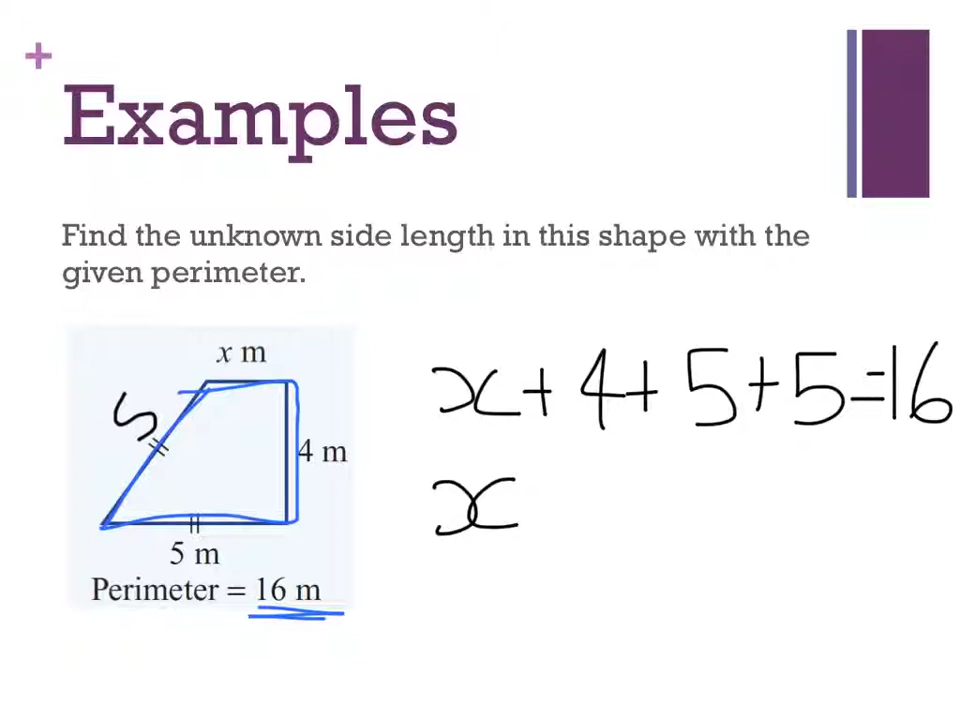 +
Examples
Find the unknown side length in this shape with the
given perimeter.
x m
5
4 m
5 m
Perimeter = 16 m
x + 4 + 5 + 5 = 16
x